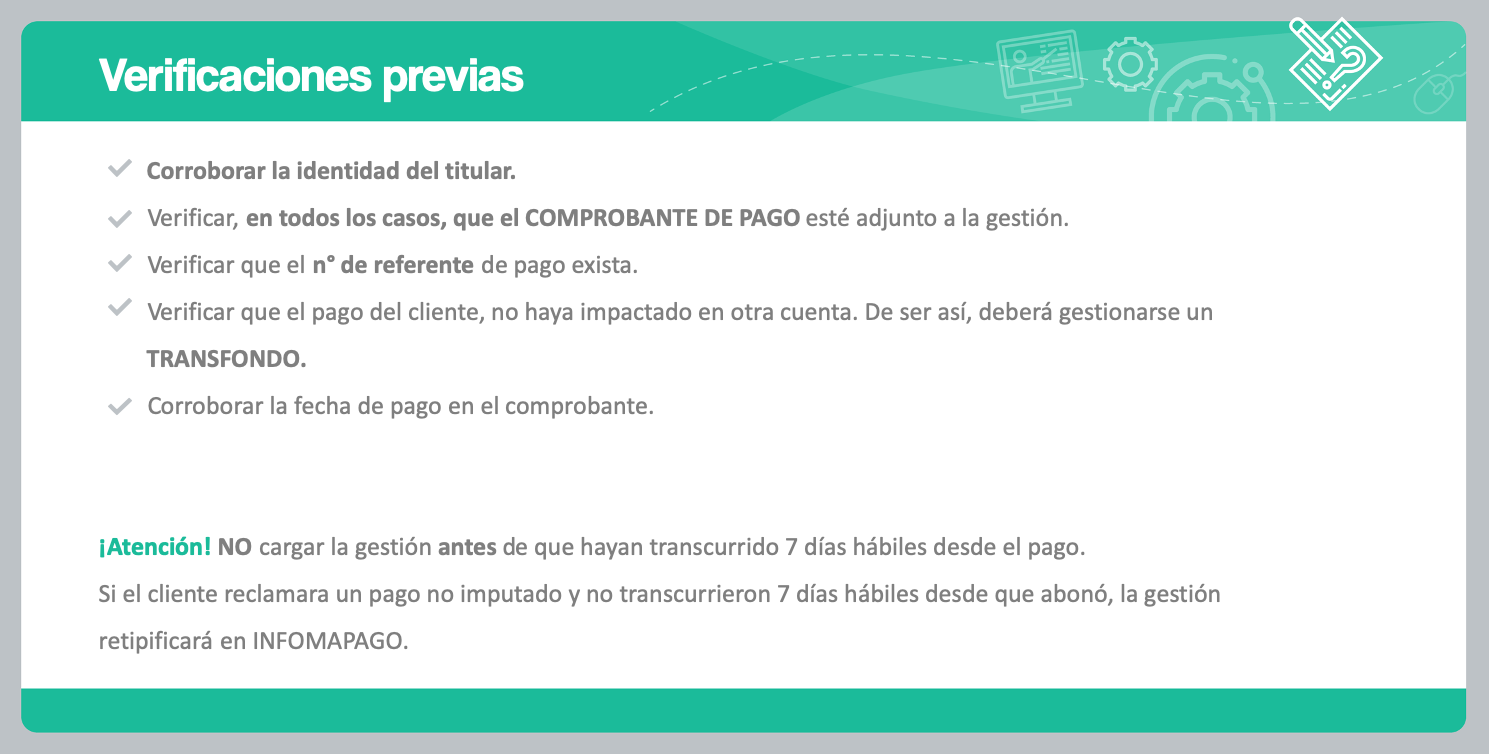 Verificaciones previas
Corroborar la identidad del titular.
Verificar, en todos los casos, que el COMPROBANTE DE PAGO esté adjunto a la gestión.
Verificar que el n° de referente de pago exista.
Verificar que el pago del cliente, no haya impactado en otra cuenta. De ser así, deberá gestionarse un
TRANSFONDO.
Corroborar la fecha de pago en el comprobante.
¡Atención! NO cargar la gestión antes de que hayan transcurrido 7 días hábiles desde el pago.
Si el cliente reclamara un pago no imputado y no transcurrieron 7 días hábiles desde que abonó, la gestión
retipificará en INFOMAPAGO.